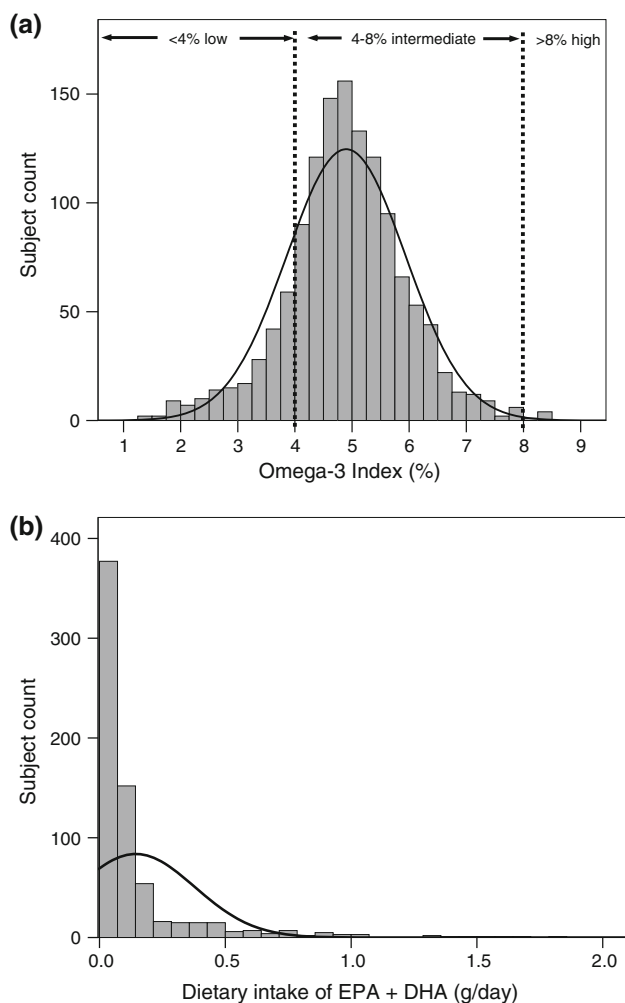 (a)
<4% low 4-8% intermediate >8% high
150
100
50
0
Subject count
1 2 3 4 5 6 7 8 9
Omega-3 Index (%)
(b)
400
300
200
100
0
Subject count
0.0 0.5 1.0 1.5 2.0
Dietary intake of EPA + DHA (g/day)